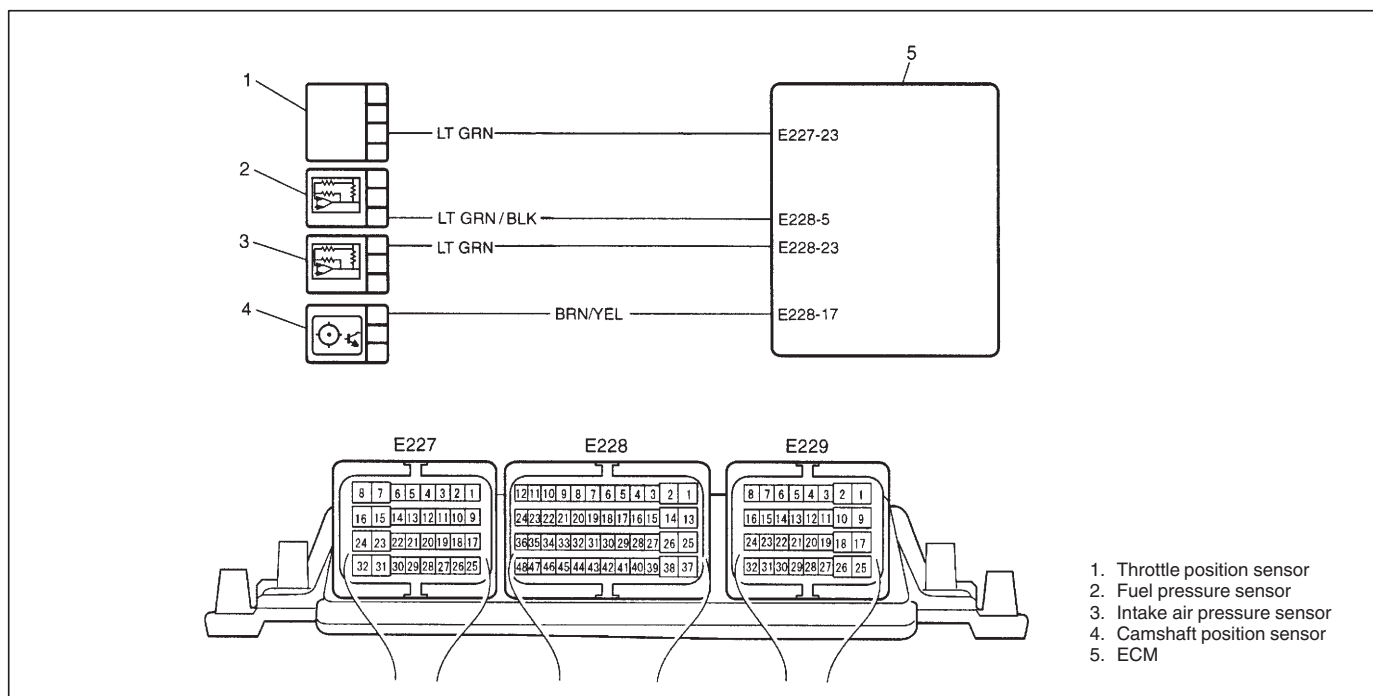 5
1
LT GRN
E227-23
2
LT GRN / BLK
E228-5
3
LT GRN
E228-23
4
BRN/YEL
E228-17
E227
E228
E229
8 7 6 5 4 3 2 1
12 11 10 9 8 7 6 5 4 3 2 1
8 7 6 5 4 3 2 1
16 15 14 13 12 11 10 9
24 23 22 21 20 19 18 17 16 15 14 13
16 15 14 13 12 11 10 9
24 23 22 21 20 19 18 17
36 35 34 33 32 31 30 29 28 27 26 25
24 23 22 21 20 19 18 17
32 31 30 29 28 27 26 25
48 47 46 45 44 43 42 41 40 39 38 37
32 31 30 29 28 27 26 25
1. Throttle position sensor
2. Fuel pressure sensor
3. Intake air pressure sensor
4. Camshaft position sensor
5. ECM